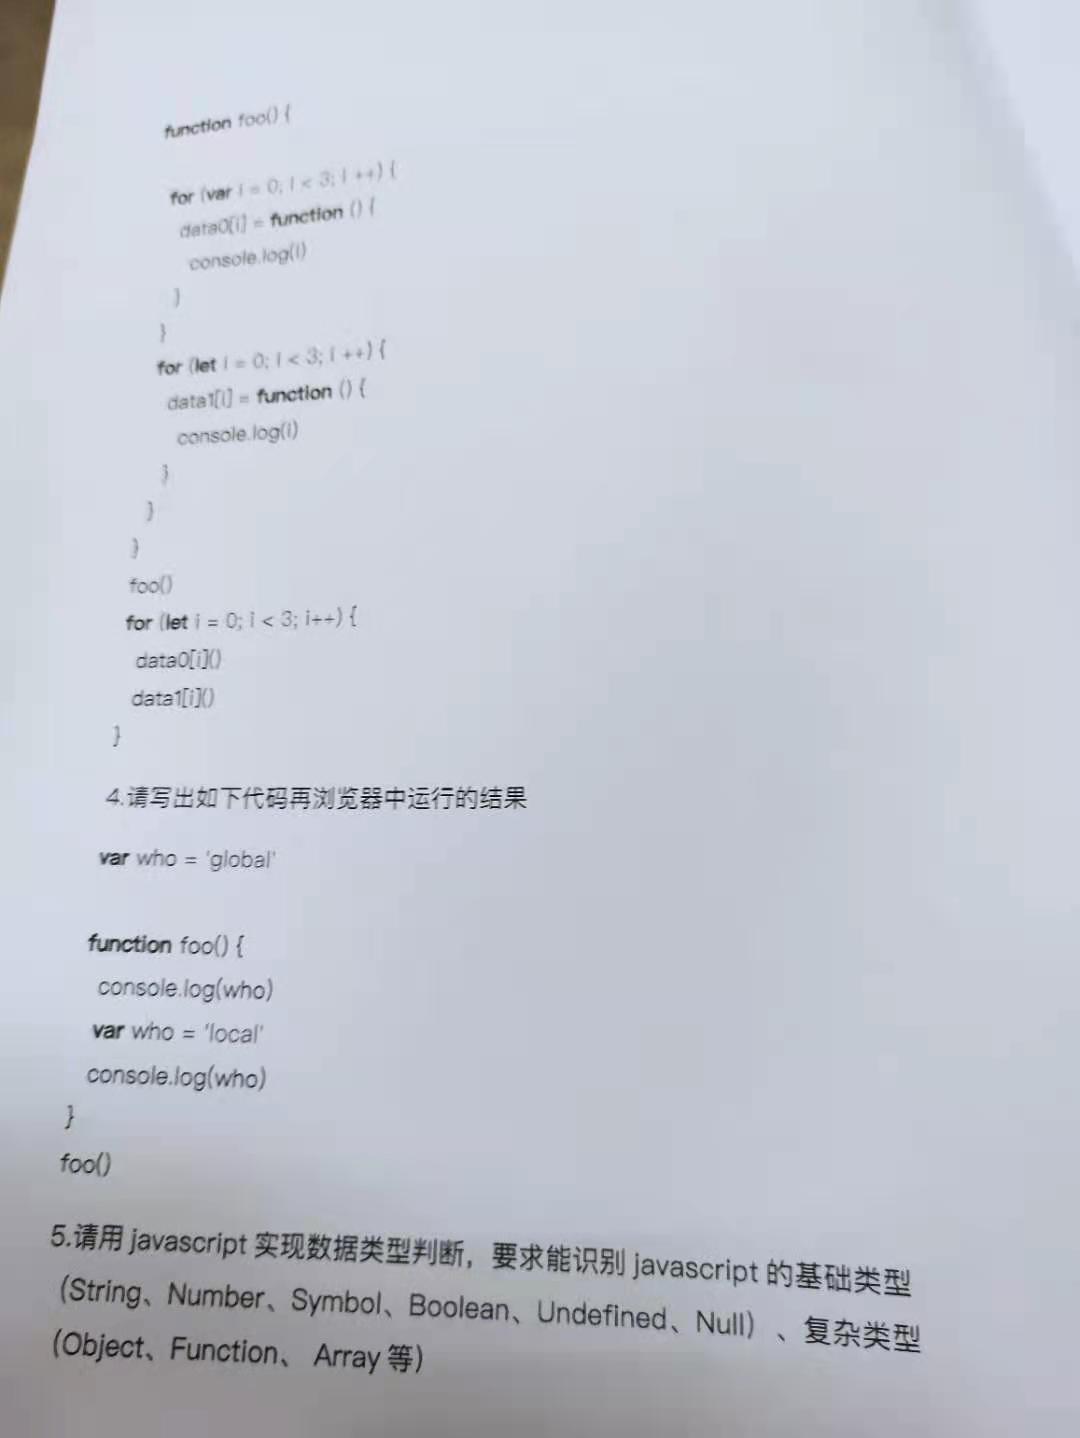 function foo() {
for (var i = 0; i < 3; i ++) {
data0[i] = function () {
console.log(i)
}
}
for (let i = 0; i < 3; i ++) {
data1[i] = function () {
console.log(i)
}
}
}
foo()
for (let i = 0; i < 3; i++) {
data0[i]()
data1[i]()
}
4.请写出如下代码再浏览器中运行的结果
var who = 'global'
function foo() {
console.log(who)
var who = 'local'
console.log(who)
}
foo()
5.请用 javascript 实现数据类型判断，要求能识别 javascript 的基础类型
(String、Number、Symbol、Boolean、Undefined、Null) 、复杂类型
(Object、Function、 Array 等)